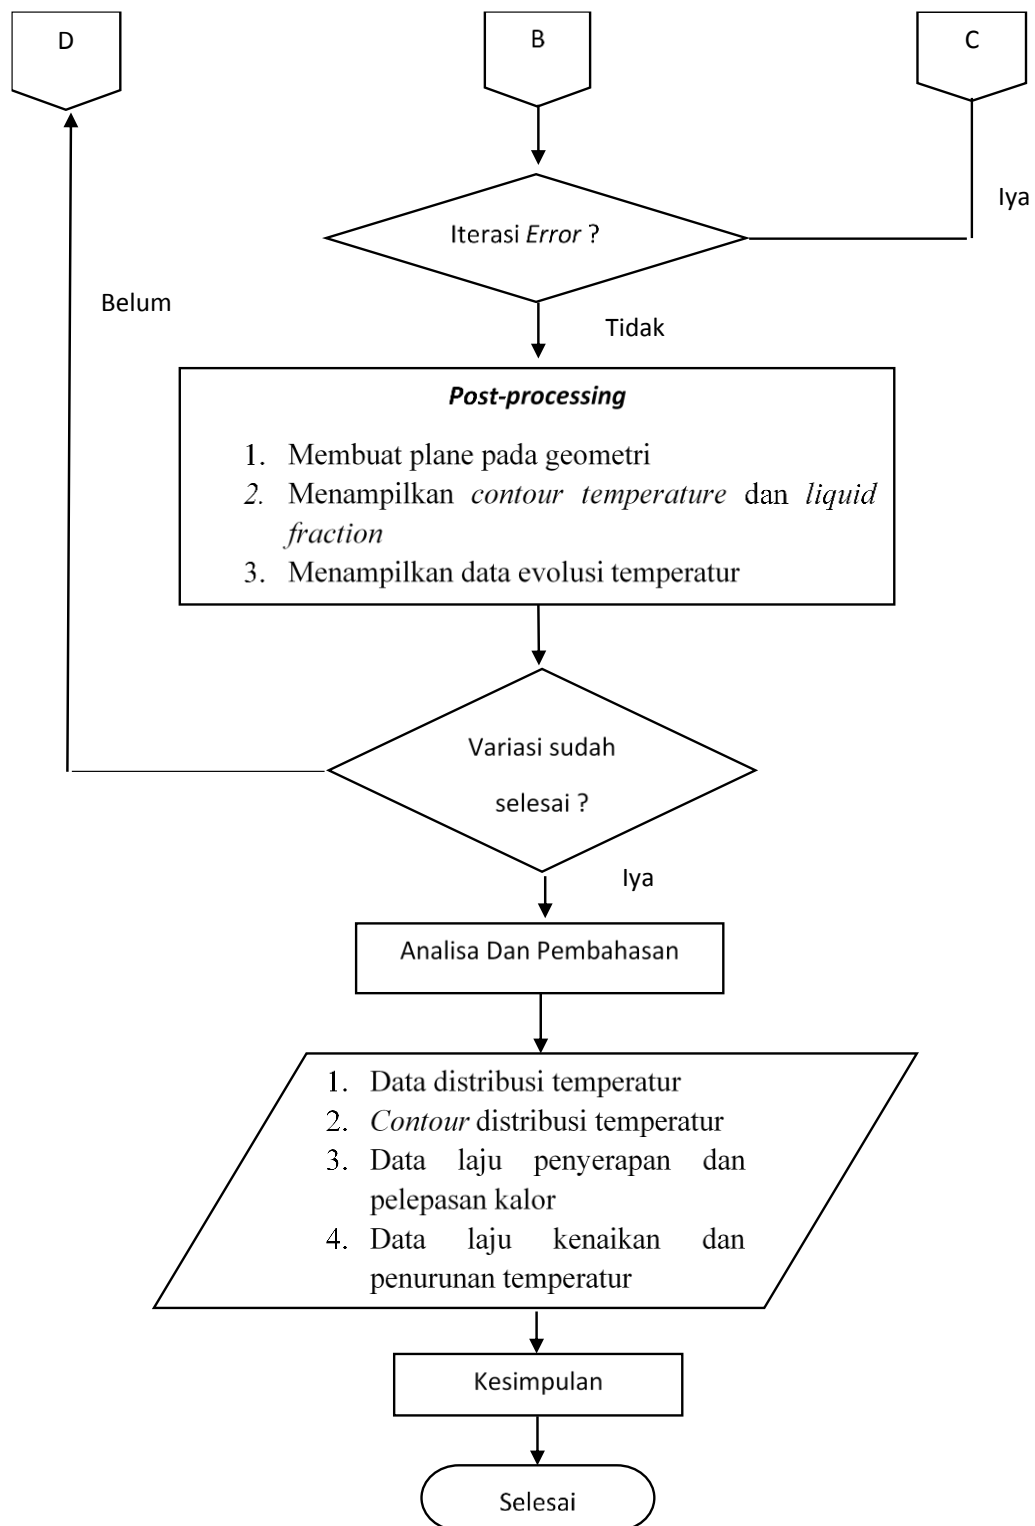 D
B
C
Iya
Iterasi Error ?
Belum
Tidak
Post-processing
1. Membuat plane pada geometri
2. Menampilkan contour temperature dan liquid
fraction
3. Menampilkan data evolusi temperatur
Variasi sudah
selesai ?
Iya
Analisa Dan Pembahasan
1. Data distribusi temperatur
2. Contour distribusi temperatur
3. Data laju penyerapan dan
pelepasan kalor
4. Data laju kenaikan dan
penurunan temperatur
Kesimpulan
Selesai